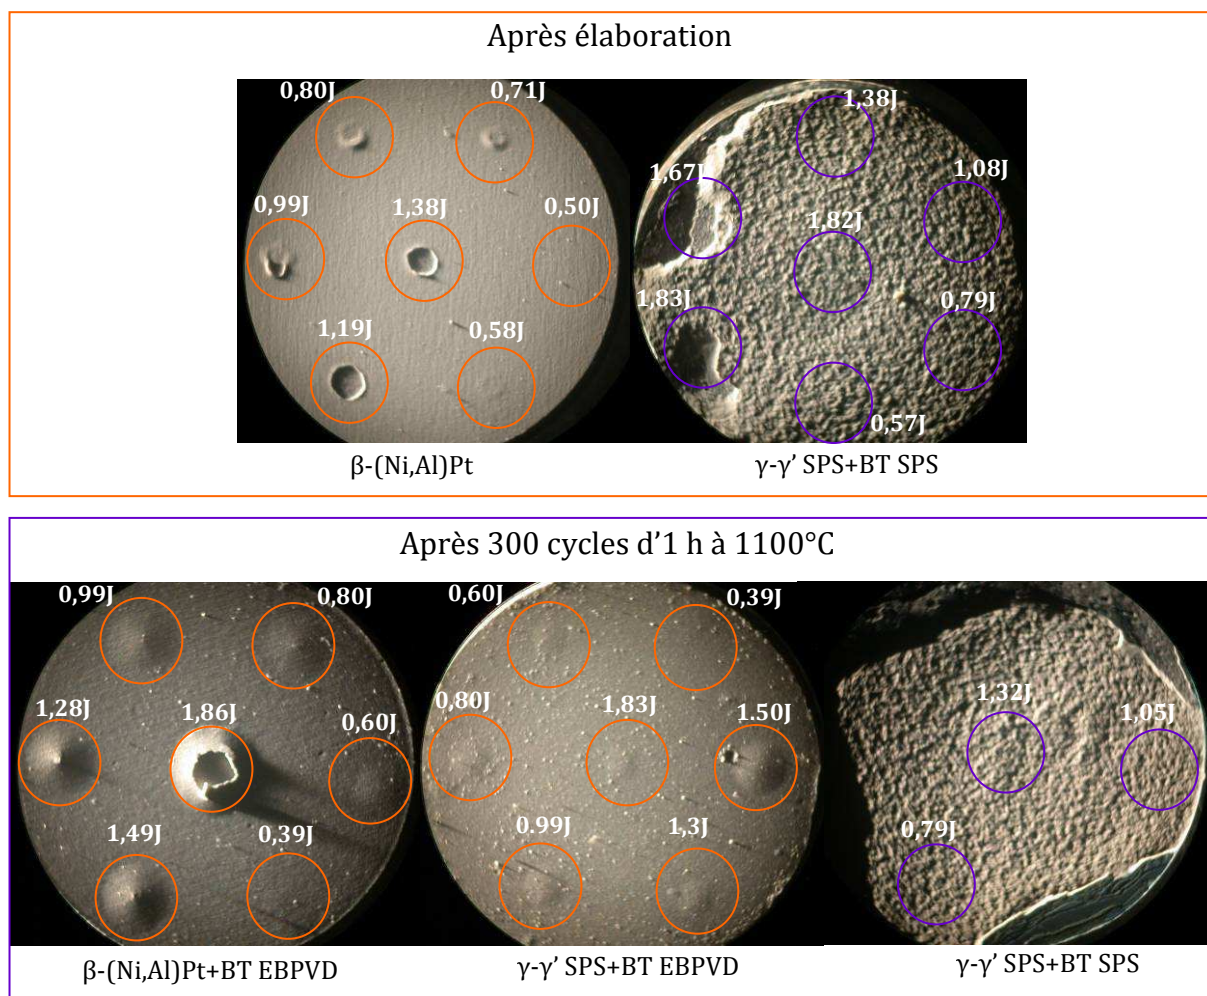 Après élaboration
0,80J
0,71J
1,38J
1,67J
1,08J
0,99J
1,38J
0,50J
1,82J
1,83J
0,79J
1,19J
0,58J
0,57J
β-(Ni,Al)Pt
γ-γ’ SPS+BT SPS
Après 300 cycles d’1 h à 1100°C
0,99J
0,80J
0,60J
0,39J
1,28J
1,86J
0,60J
0,80J
1,83J
1.50J
1,32J
1,05J
1,49J
0,39J
0.99J
1,3J
0,79J
β-(Ni,Al)Pt+BT EBPVD
γ-γ’ SPS+BT EBPVD
γ-γ’ SPS+BT SPS